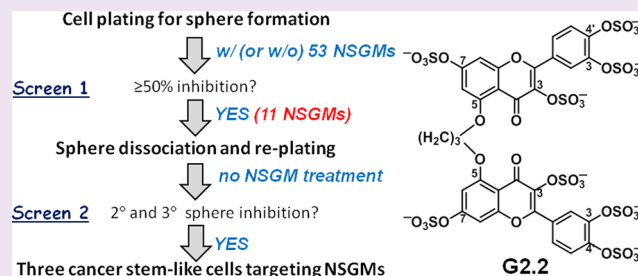 Cell plating for sphere formation
w/ (or w/o) 53 NSGMs
Screen 1
≥50% inhibition?
YES (11 NSGMs)
Sphere dissociation and re-plating
no NSGM treatment
Screen 2
2° and 3° sphere inhibition?
YES
Three cancer stem-like cells targeting NSGMs
4' OSO₃⁻
⁻O₃SO 7 O 3 OSO₃⁻
3 OSO₃⁻
5
O O
(H₂C)₃
O O
5 3 OSO₃⁻
3 OSO₃⁻
⁻O₃SO 7 O 4 OSO₃⁻
G2.2